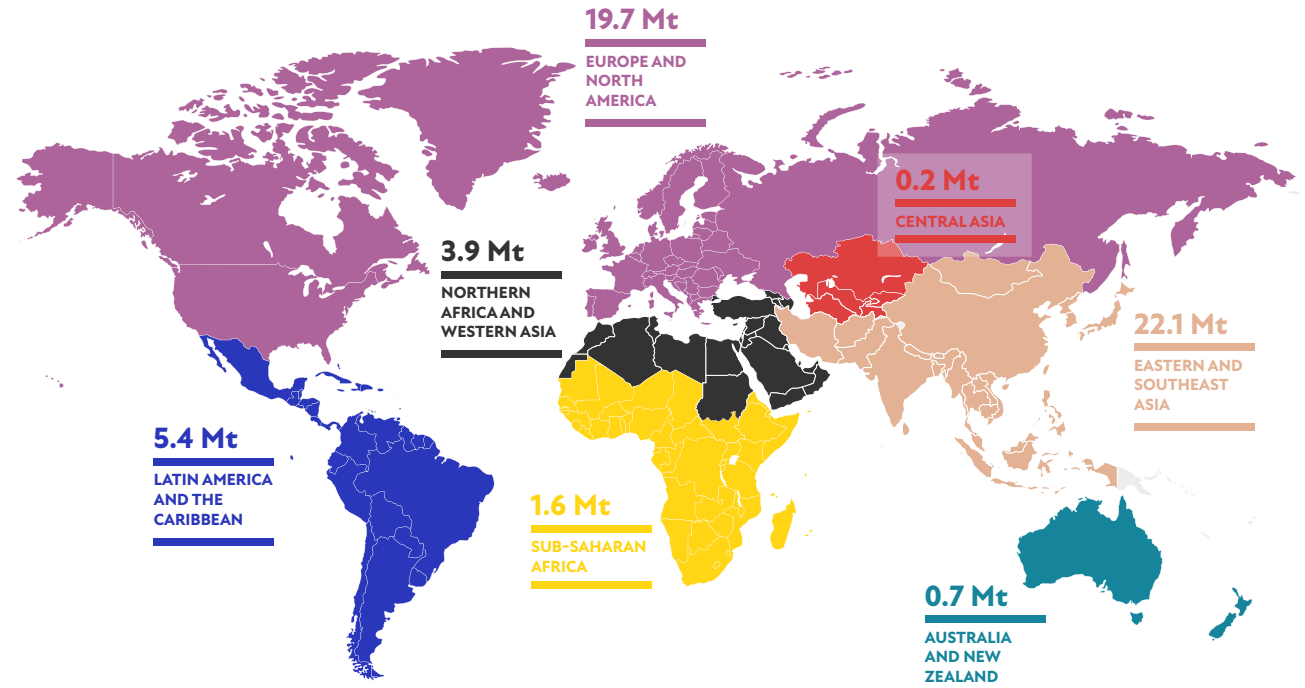 19.7 Mt
EUROPE AND
NORTH
AMERICA
0.2 Mt
CENTRAL ASIA
3.9 Mt
NORTHERN
AFRICA AND
WESTERN ASIA
22.1 Mt
EASTERN AND
SOUTHEAST
ASIA
5.4 Mt
LATIN AMERICA
AND THE
CARIBBEAN
1.6 Mt
SUB-SAHARAN
AFRICA
0.7 Mt
AUSTRALIA
AND NEW
ZEALAND